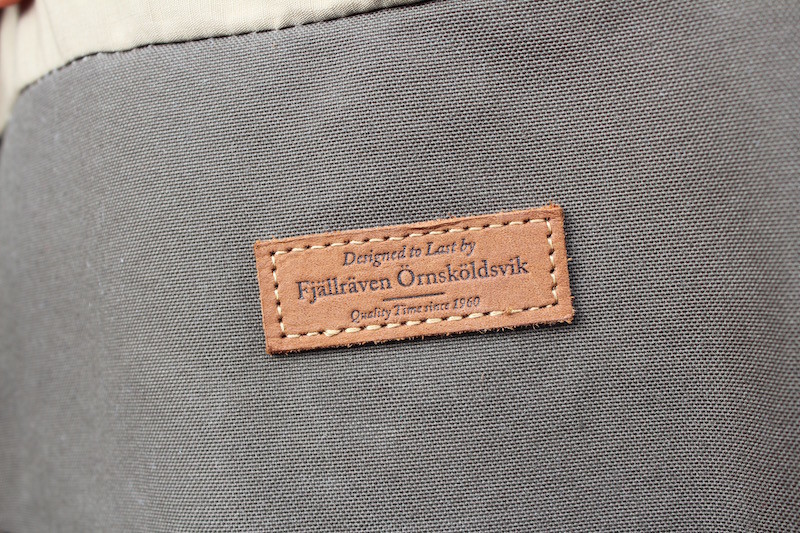 Designed to Last by
Fjällräven Örnsköldsvik
Quality Time since 1960